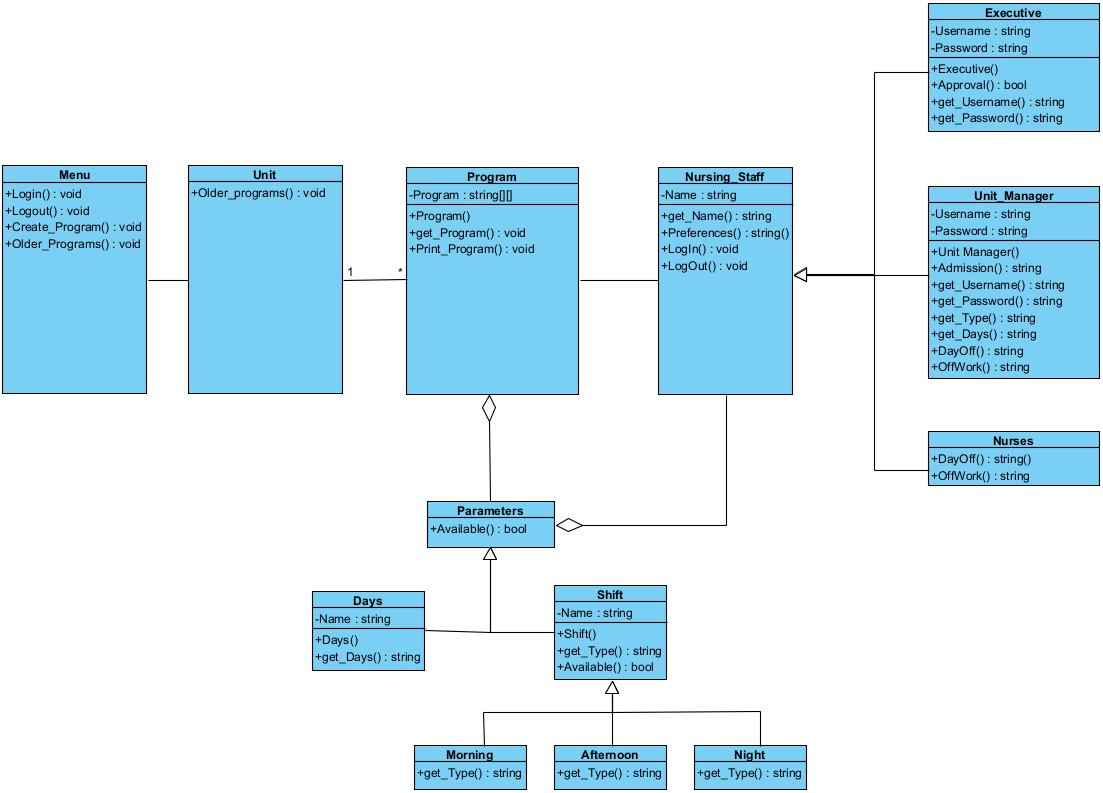 Executive
-Username : string
-Password : string
+Executive()
+Approval() : bool
+get_Username() : string
+get_Password() : string
Menu
+Login() : void
+Logout() : void
+Create_Program() : void
+Older_Programs() : void
Unit
+Older_programs() : void
1
*
Program
-Program : string[][]
+Program()
+get_Program() : void
+Print_Program() : void
Nursing_Staff
-Name : string
+get_Name() : string
+Preferences() : string()
+LogIn() : void
+LogOut() : void
Unit_Manager
-Username : string
-Password : string
+Unit Manager()
+Admission() : string
+get_Username() : string
+get_Password() : string
+get_Type() : string
+get_Days() : string
+DayOff() : string
+OffWork() : string
Nurses
+DayOff() : string()
+OffWork() : string
Parameters
+Available() : bool
Days
-Name : string
+Days()
+get_Days() : string
Shift
-Name : string
+Shift()
+get_Type() : string
+Available() : bool
Morning
+get_Type() : string
Afternoon
+get_Type() : string
Night
+get_Type() : string